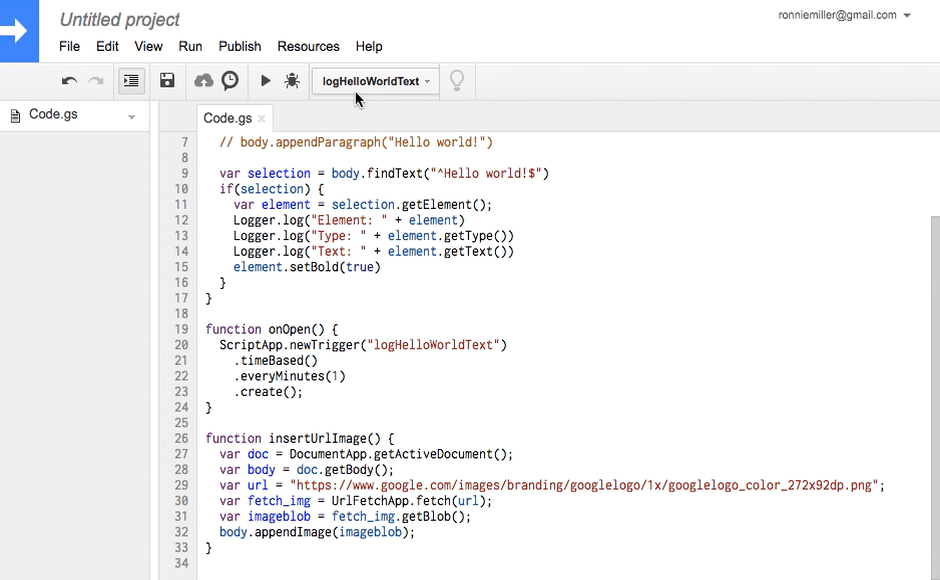 Untitled project
ronniemiller@gmail.com
File Edit View Run Publish Resources Help
logHelloWorldText
Code.gs
Code.gs ×
7 // body.appendParagraph("Hello world!")
8
9 var selection = body.findText("^Hello world!$")
10 if(selection) {
11 var element = selection.getElement();
12 Logger.log("Element: " + element)
13 Logger.log("Type: " + element.getType())
14 Logger.log("Text: " + element.getText())
15 element.setBold(true)
16 }
17 }
18
19 function onOpen() {
20 ScriptApp.newTrigger("logHelloWorldText")
21 .timeBased()
22 .everyMinutes(1)
23 .create();
24 }
25
26 function insertUrlImage() {
27 var doc = DocumentApp.getActiveDocument();
28 var body = doc.getBody();
29 var url = "https://www.google.com/images/branding/googlelogo/1x/googlelogo_color_272x92dp.png";
30 var fetch_img = UrlFetchApp.fetch(url);
31 var imageblob = fetch_img.getBlob();
32 body.appendImage(imageblob);
33 }
34